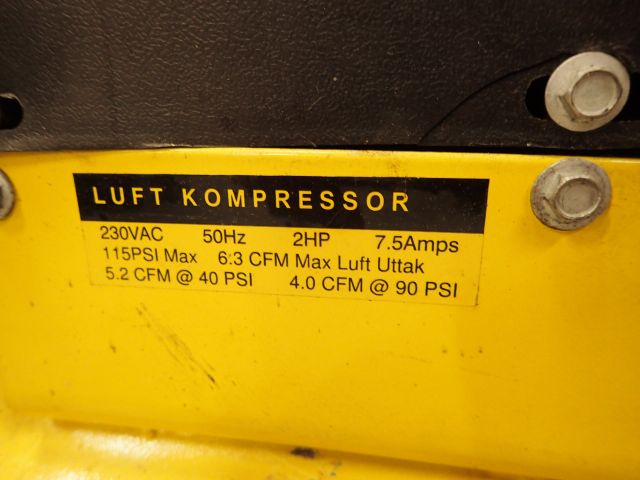 LUFT KOMPRESSOR
230VAC 50Hz 2HP 7.5Amps
115PSI Max 6:3 CFM Max Luft Uttak
5.2 CFM @ 40 PSI 4.0 CFM @ 90 PSI